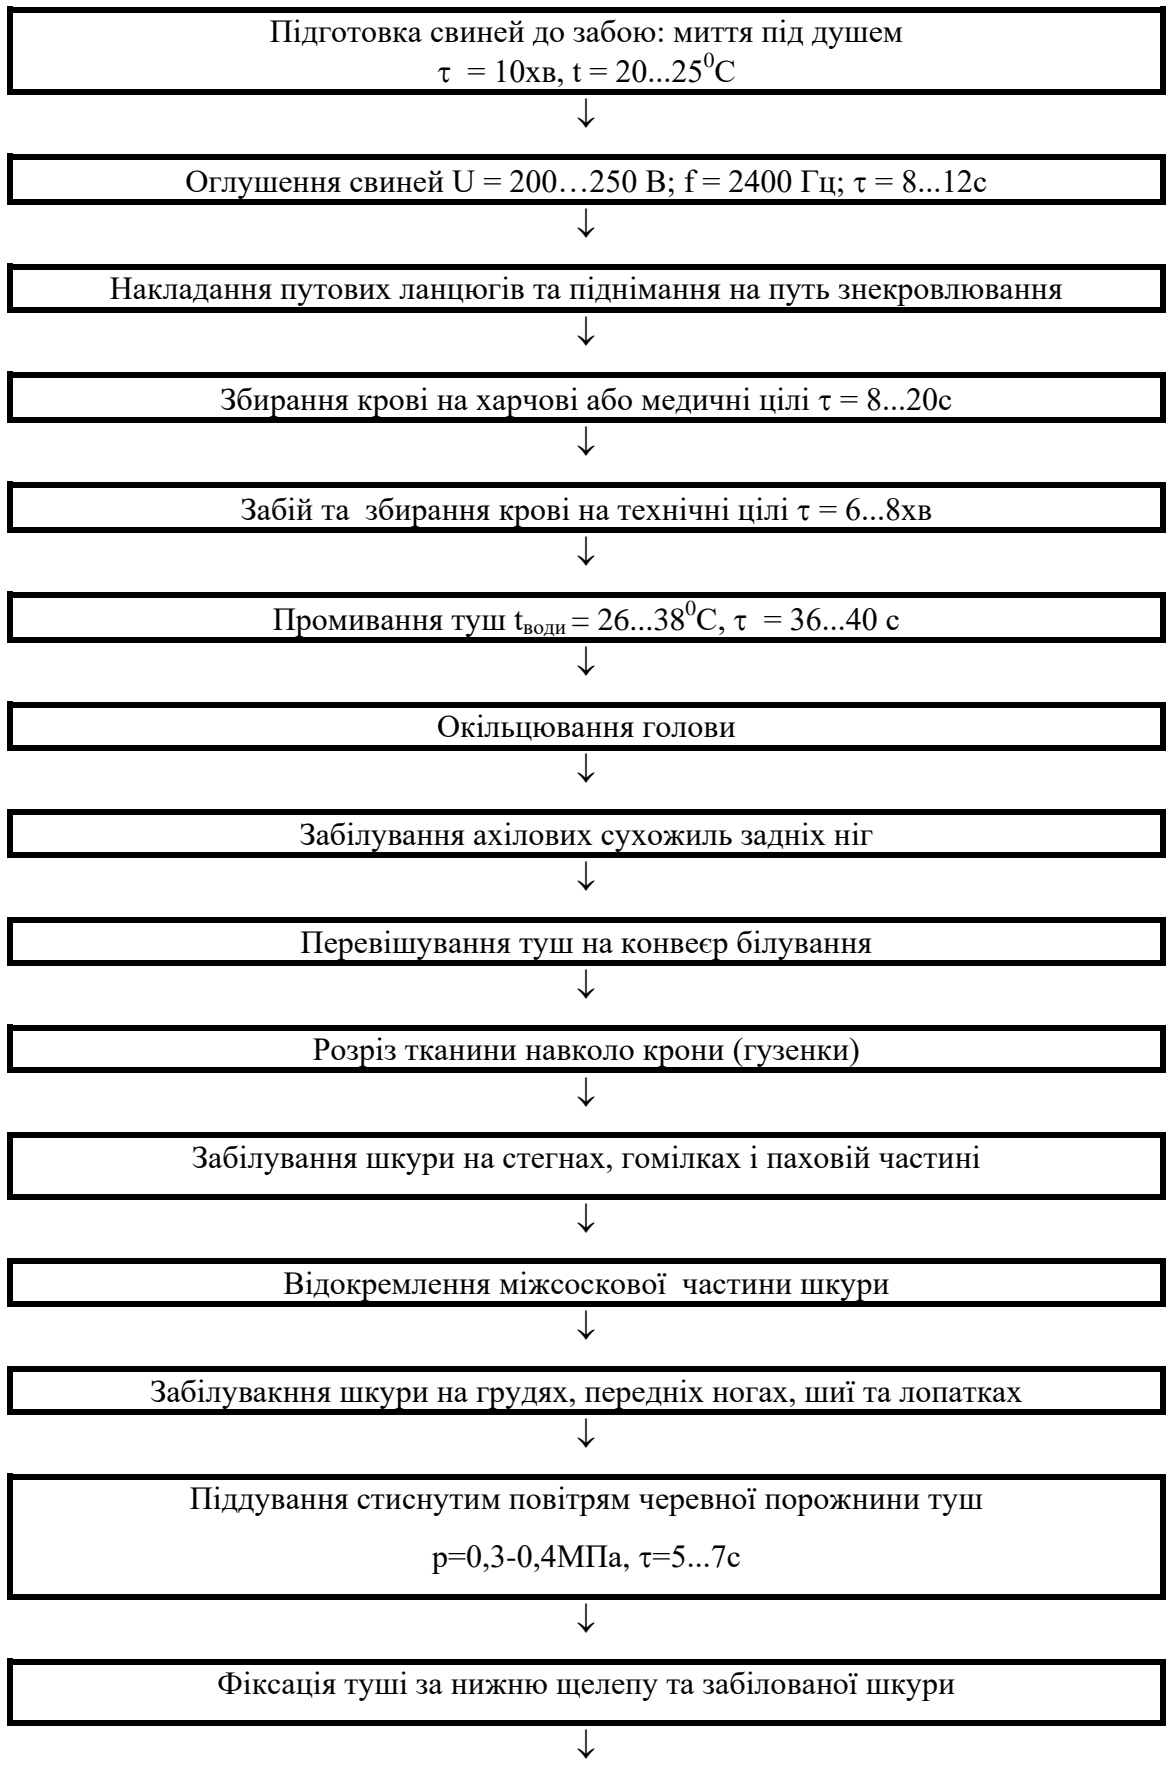 Підготовка свиней до забою: миття під душем
τ = 10хв, t = 20...25⁰С
↓
Оглушення свиней U = 200…250 В; f = 2400 Гц; τ = 8...12с
↓
Накладання путових ланцюгів та піднімання на путь знекровлювання
↓
Збирання крові на харчові або медичні цілі τ = 8...20с
↓
Забій та збирання крові на технічні цілі τ = 6...8хв
↓
Промивання туш tводи = 26...38⁰С, τ = 36...40 с
↓
Окільцювання голови
↓
Забілування ахілових сухожиль задніх ніг
↓
Перевішування туш на конвеєр білування
↓
Розріз тканини навколо крони (гузенки)
↓
Забілування шкури на стегнах, гомілках і паховій частині
↓
Відокремлення міжсоскової частини шкури
↓
Забілувакння шкури на грудях, передніх ногах, шиї та лопатках
↓
Піддування стиснутим повітрям черевної порожнини туш
р=0,3-0,4МПа, τ=5...7с
↓
Фіксація туші за нижню щелепу та забілованої шкури
↓